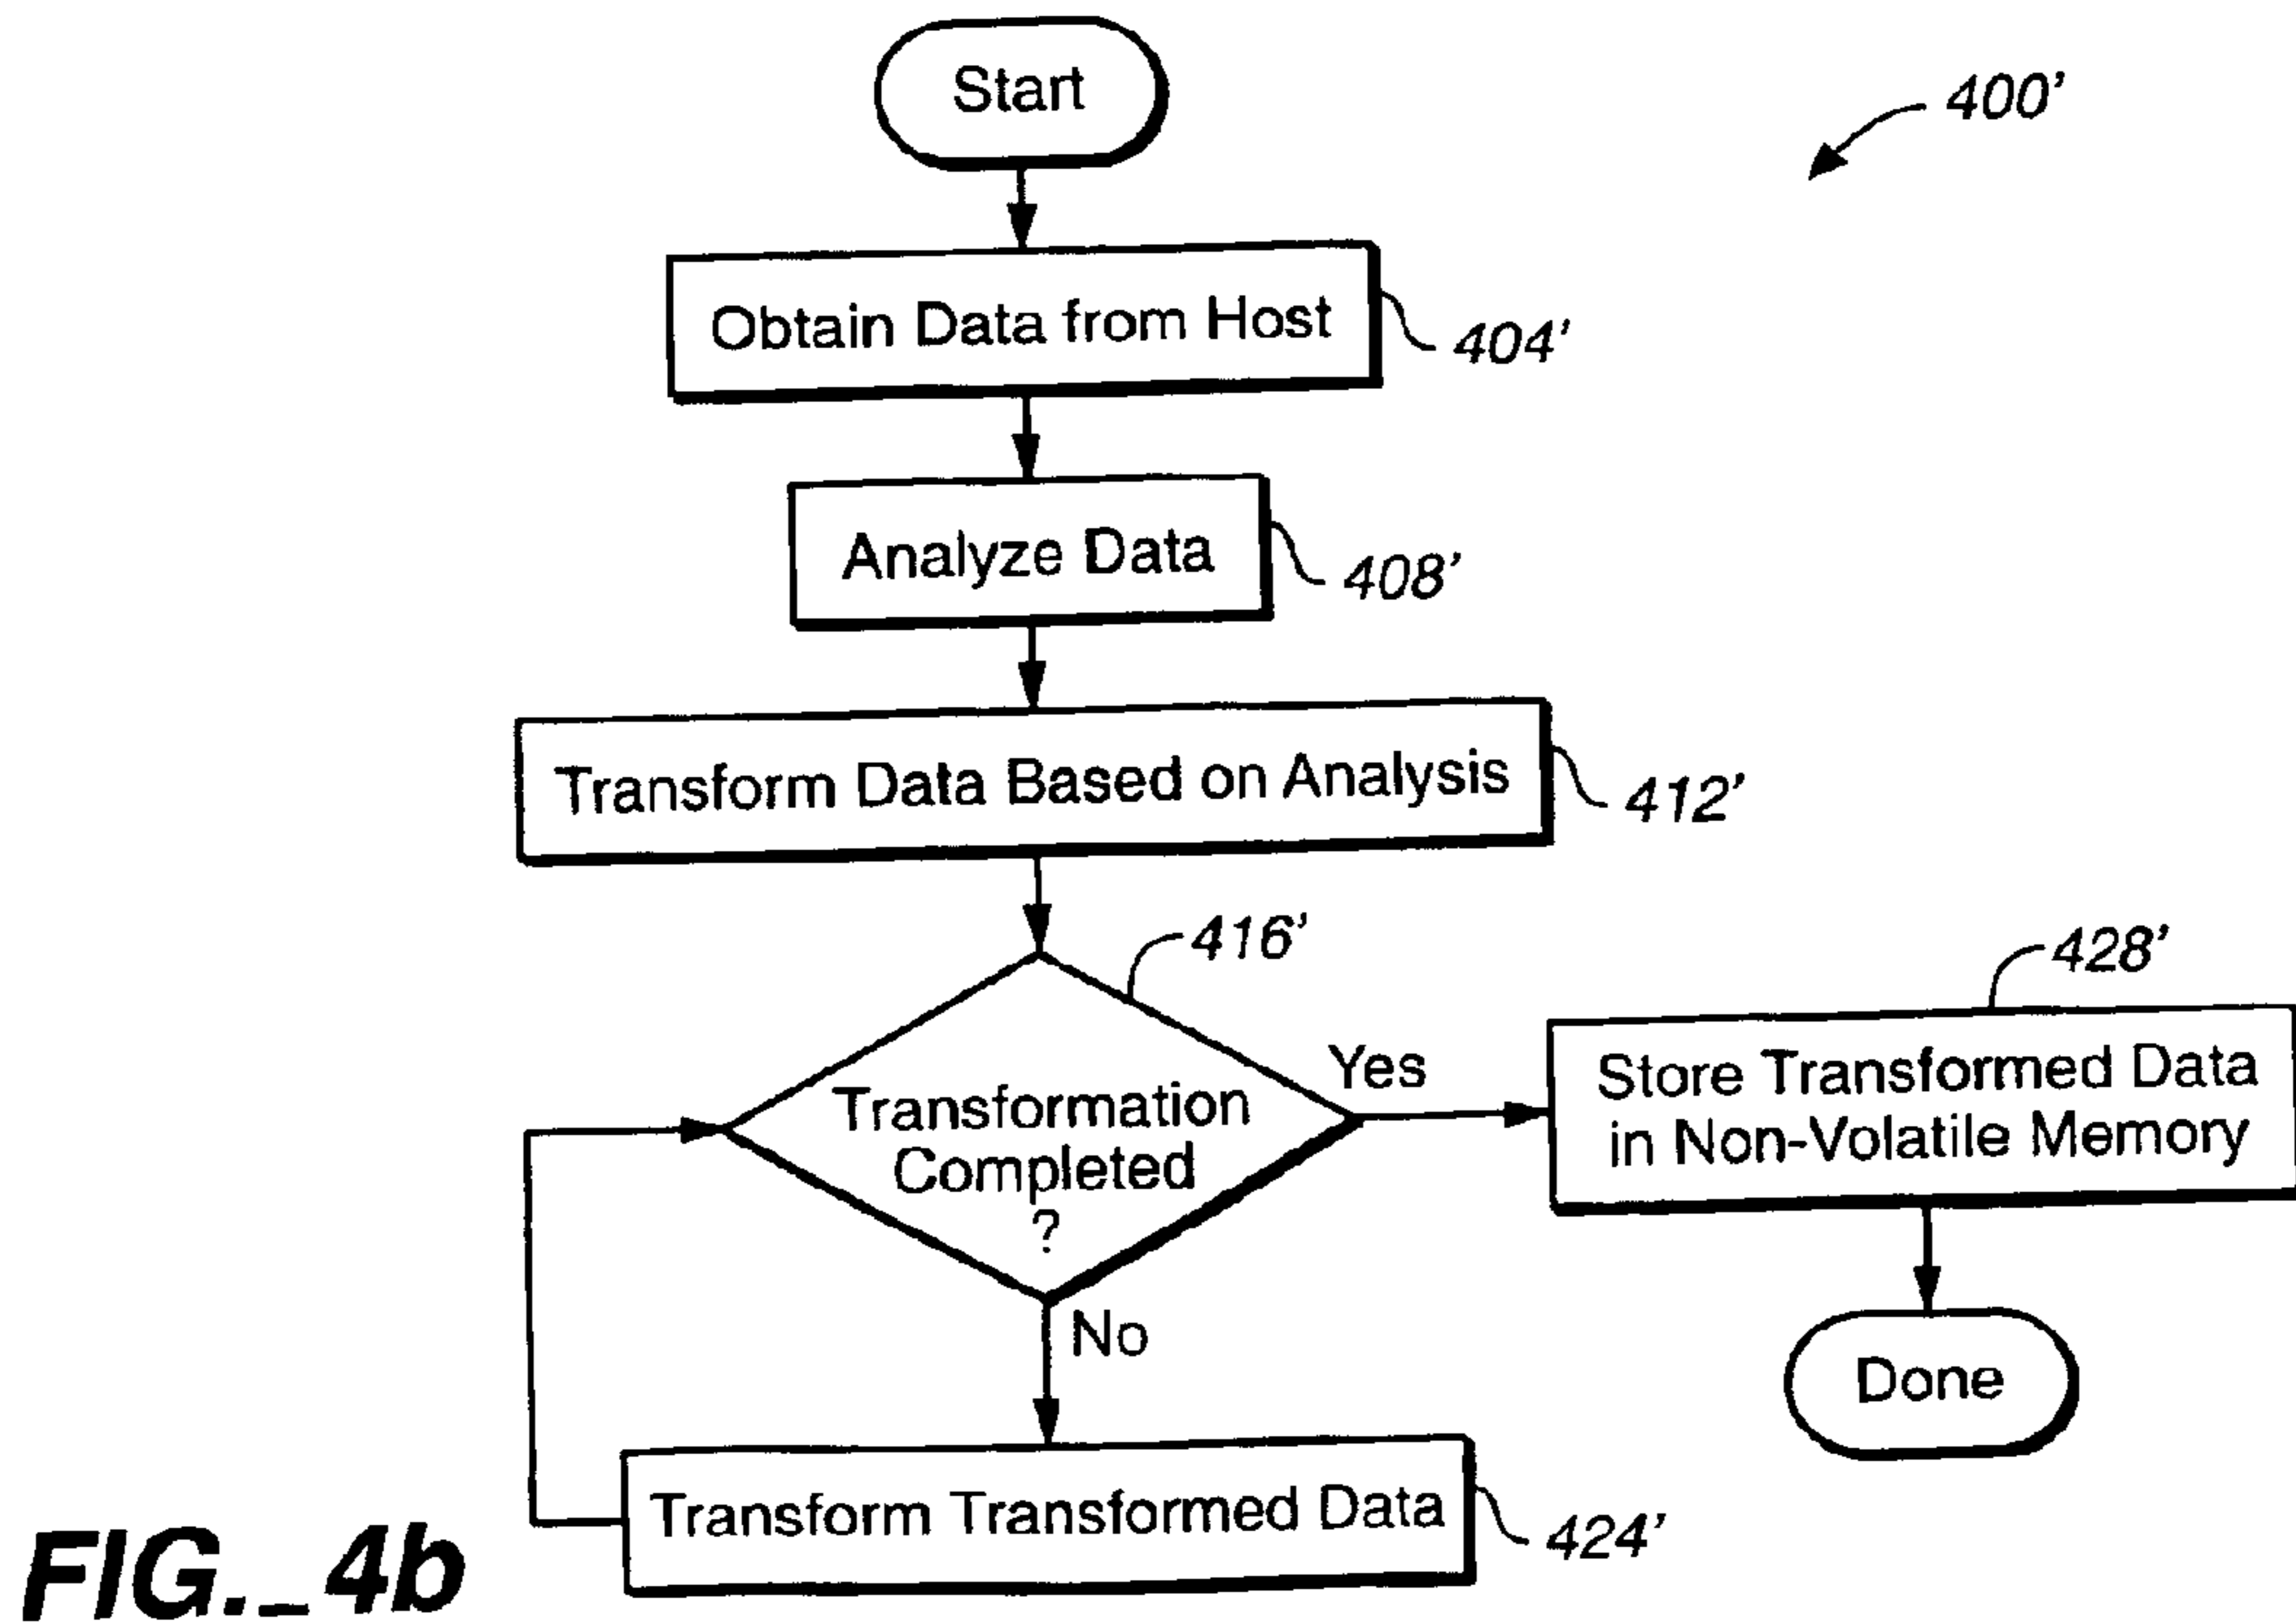 Start
400'
Obtain Data from Host
404'
Analyze Data
408'
Transform Data Based on Analysis
412'
416'
428'
Transformation
Completed
?
Yes
Store Transformed Data
in Non-Volatile Memory
No
Done
Transform Transformed Data
424'
FIG._4b